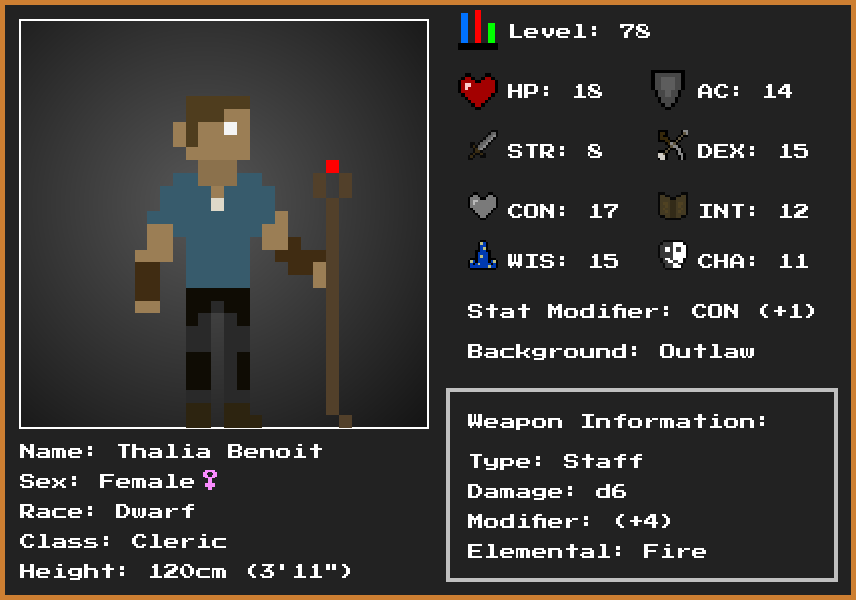 Level: 78
HP: 18 AC: 14
STR: 8 DEX: 15
CON: 17 INT: 12
WIS: 15 CHA: 11
Stat Modifier: CON (+1)
Background: Outlaw
Weapon Information:
Type: Staff
Damage: d6
Modifier: (+4)
Elemental: Fire
Name: Thalia Benoit
Sex: Female♀
Race: Dwarf
Class: Cleric
Height: 120cm (3'11")